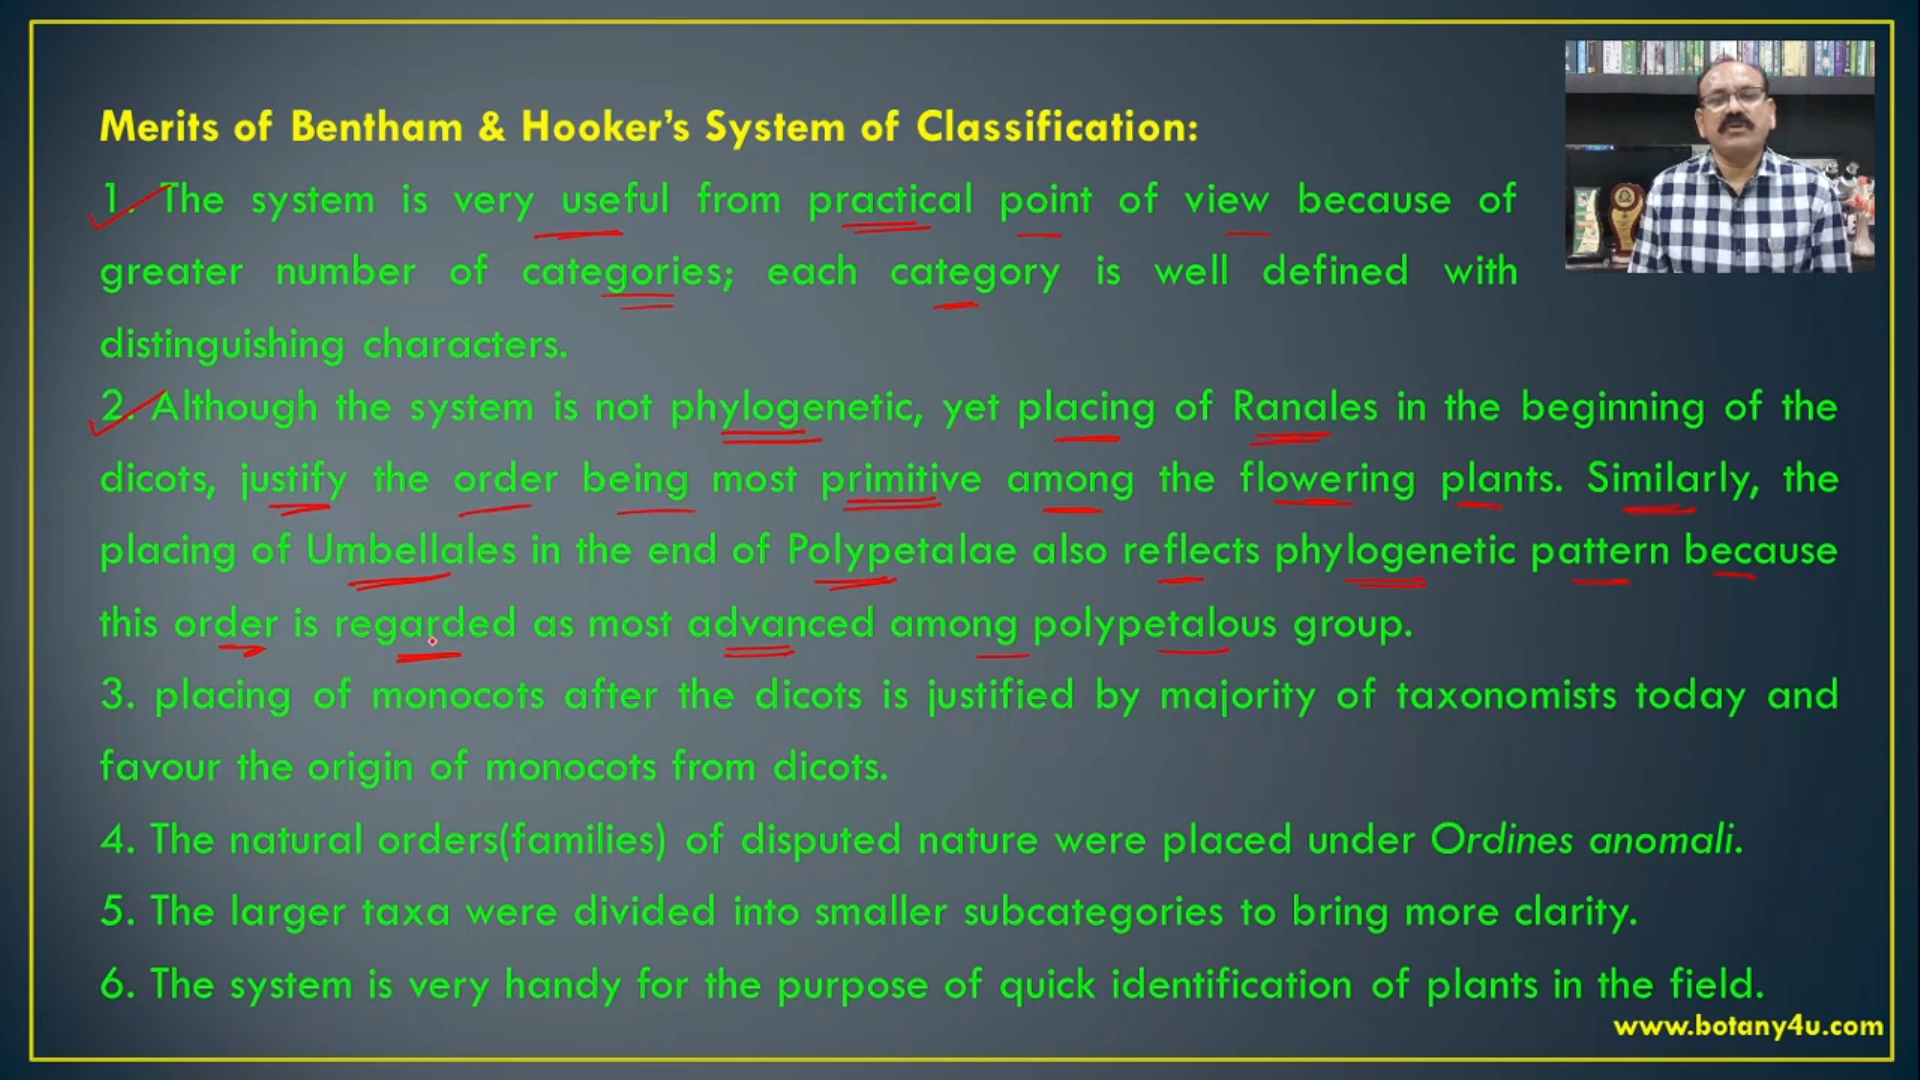 Merits of Bentham & Hooker's System of Classification:
1. The system is very useful from practical point of view because of
greater number of categories; each category is well defined with
distinguishing characters.
2. Although the system is not phylogenetic, yet placing of Ranales in the beginning of the
dicots, justify the order being most primitive among the flowering plants. Similarly, the
placing of Umbellales in the end of Polypetalae also reflects phylogenetic pattern because
this order is regarded as most advanced among polypetalous group.
3. placing of monocots after the dicots is justified by majority of taxonomists today and
favour the origin of monocots from dicots.
4. The natural orders(families) of disputed nature were placed under Ordines anomali.
5. The larger taxa were divided into smaller subcategories to bring more clarity.
6. The system is very handy for the purpose of quick identification of plants in the field.
www.botany4u.com